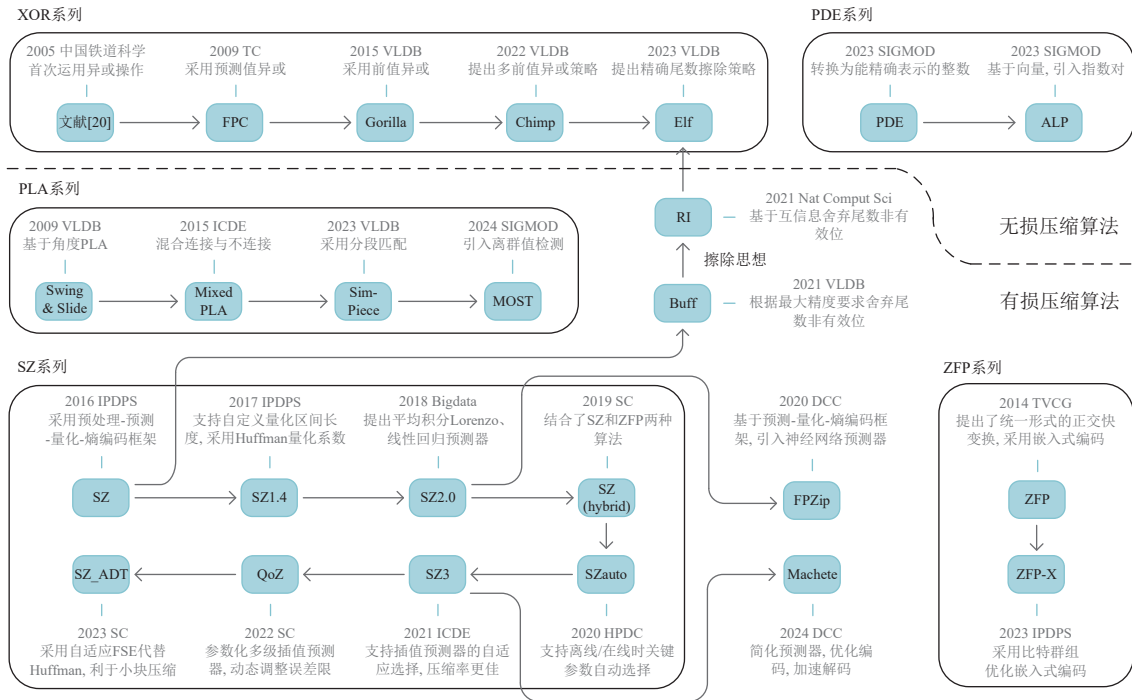 XOR系列
2005 中国铁道科学
首次运用异或操作
文献[20]
2009 TC
采用预测值异或
FPC
2015 VLDB
采用前值异或
Gorilla
2022 VLDB
提出多前值异或策略
Chimp
2023 VLDB
提出精确尾数擦除策略
Elf
PDE系列
2023 SIGMOD
转换为能精确表示的整数
PDE
2023 SIGMOD
基于向量, 引入指数对
ALP
PLA系列
2009 VLDB
基于角度PLA
Swing
& Slide
2015 ICDE
混合连接与不连接
Mixed
PLA
2023 VLDB
采用分段匹配
Sim-
Piece
2024 SIGMOD
引入离群值检测
MOST
RI
2021 Nat Comput Sci
基于互信息舍弃尾数非有
效位
擦除思想
Buff
2021 VLDB
根据最大精度要求舍弃尾
数非有效位
无损压缩算法
有损压缩算法
SZ系列
2016 IPDPS
采用预处理-预测
-量化-熵编码框架
SZ
2017 IPDPS
支持自定义量化区间长
度, 采用Huffman量化系数
SZ1.4
2018 Bigdata
提出平均积分Lorenzo、
线性回归预测器
SZ2.0
2019 SC
结合了SZ和ZFP两种
算法
SZ
(hybrid)
2020 DCC
基于预测-量化-熵编码框
架, 引入神经网络预测器
FPZip
SZ_ADT
2023 SC
采用自适应FSE代替
Huffman, 利于小块压缩
QoZ
2022 SC
参数化多级插值预测
器, 动态调整误差限
SZ3
2021 ICDE
支持插值预测器的自适
应选择, 压缩率更佳
SZauto
2020 HPDC
支持离线/在线时关键
参数自动选择
Machete
2024 DCC
简化预测器, 优化编
码, 加速解码
ZFP系列
2014 TVCG
提出了统一形式的正交快
变换, 采用嵌入式编码
ZFP
ZFP-X
2023 IPDPS
采用比特群组
优化嵌入式编码